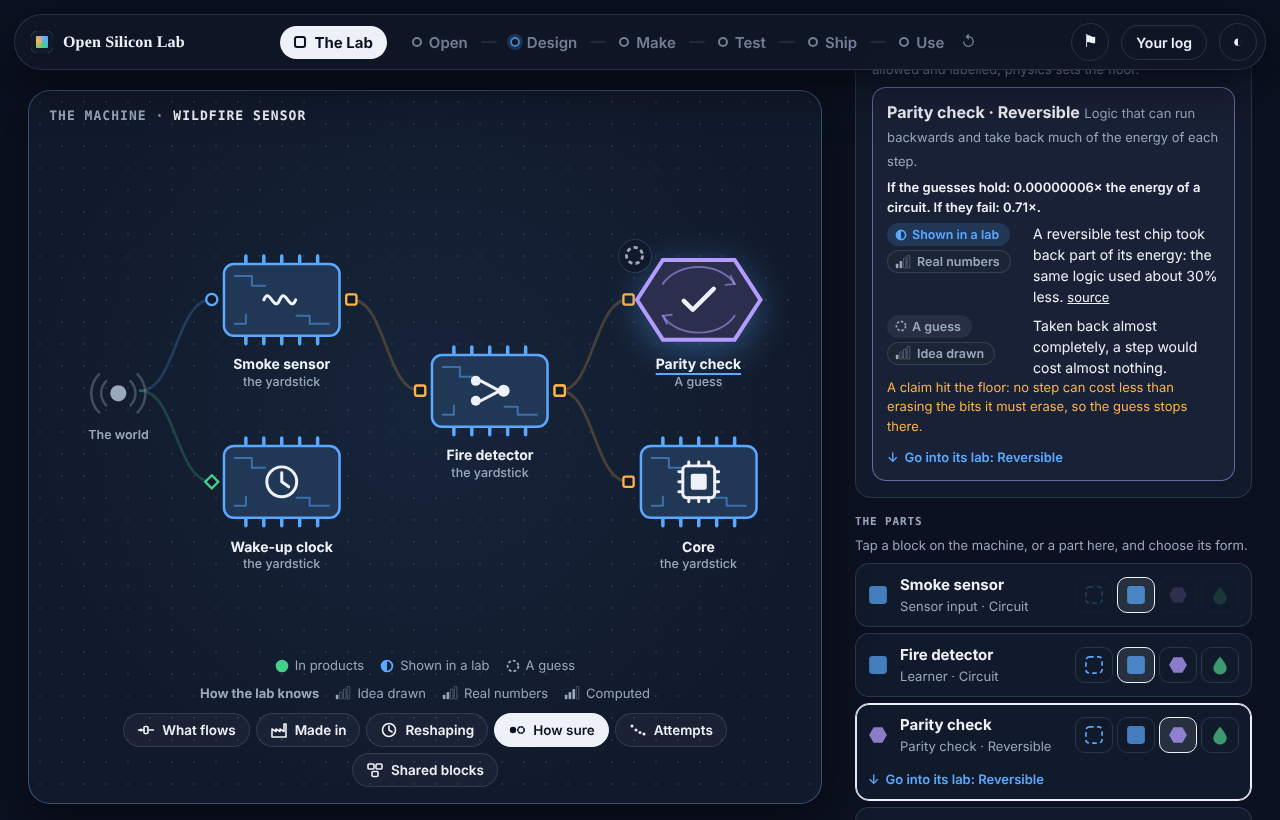 Open Silicon Lab
The Lab
Open
Design
Make
Test
Ship
Use
Your log
THE MACHINE · WILDFIRE SENSOR
Smoke sensor
the yardstick
The world
Wake-up clock
the yardstick
Fire detector
the yardstick
Parity check
A guess
Core
the yardstick
In products
Shown in a lab
A guess
How the lab knows
Idea drawn
Real numbers
Computed
What flows
Made in
Reshaping
How sure
Attempts
Shared blocks
allowed and labelled, physics sets the floor.
Parity check · Reversible Logic that can run
backwards and take back much of the energy of each
step.
If the guesses hold: 0.00000006× the energy of a
circuit. If they fail: 0.71×.
Shown in a lab
Real numbers
A reversible test chip took
back part of its energy: the
same logic used about 30%
less. source
A guess
Idea drawn
Taken back almost
completely, a step would
cost almost nothing.
A claim hit the floor: no step can cost less than
erasing the bits it must erase, so the guess stops
there.
↓ Go into its lab: Reversible
THE PARTS
Tap a block on the machine, or a part here, and choose its form.
Smoke sensor
Sensor input · Circuit
Fire detector
Learner · Circuit
Parity check
Parity check · Reversible
↓ Go into its lab: Reversible